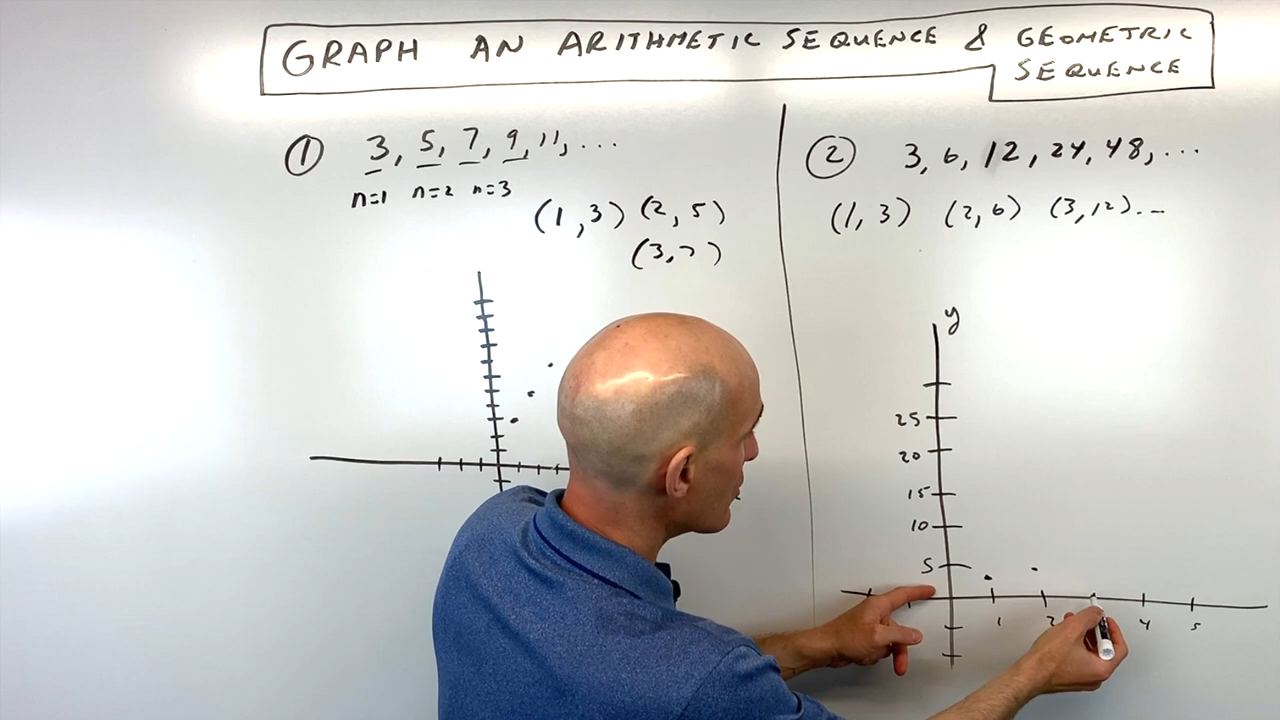 GRAPH AN ARITHMETIC SEQUENCE & GEOMETRIC
SEQUENCE
① 3, 5, 7, 9, 11, ...
n=1 n=2 n=3
(1, 3) (2, 5)
(3, 7)
② 3, 6, 12, 24, 48, ...
(1, 3) (2, 6) (3, 12)...
y
25
20
15
10
5
1 2 4 5